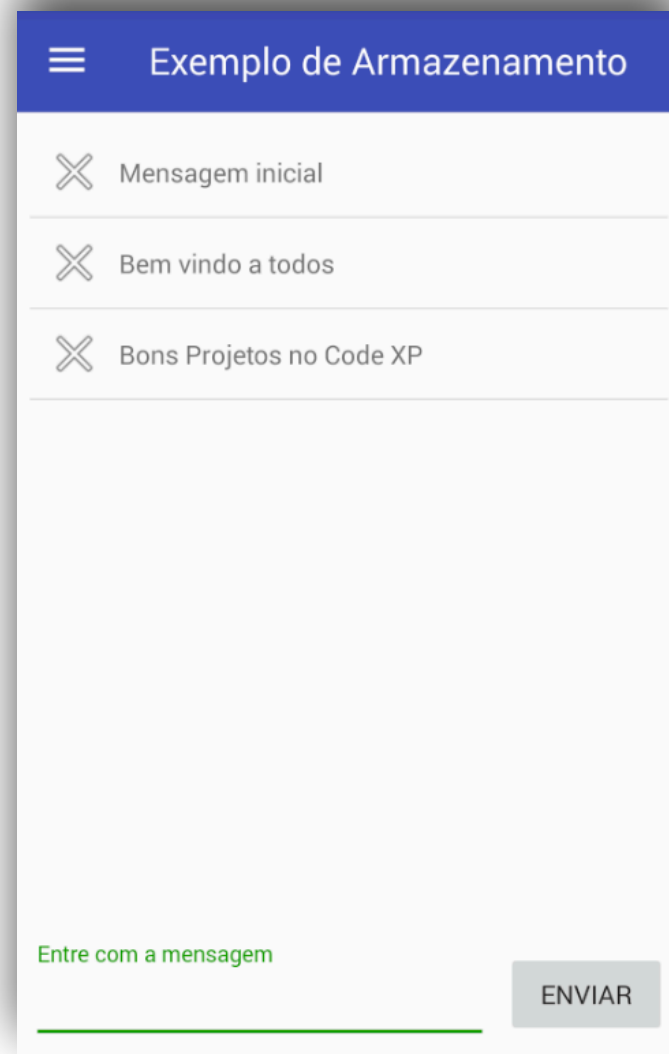 Exemplo de Armazenamento
Mensagem inicial
Bem vindo a todos
Bons Projetos no Code XP
Entre com a mensagem
ENVIAR